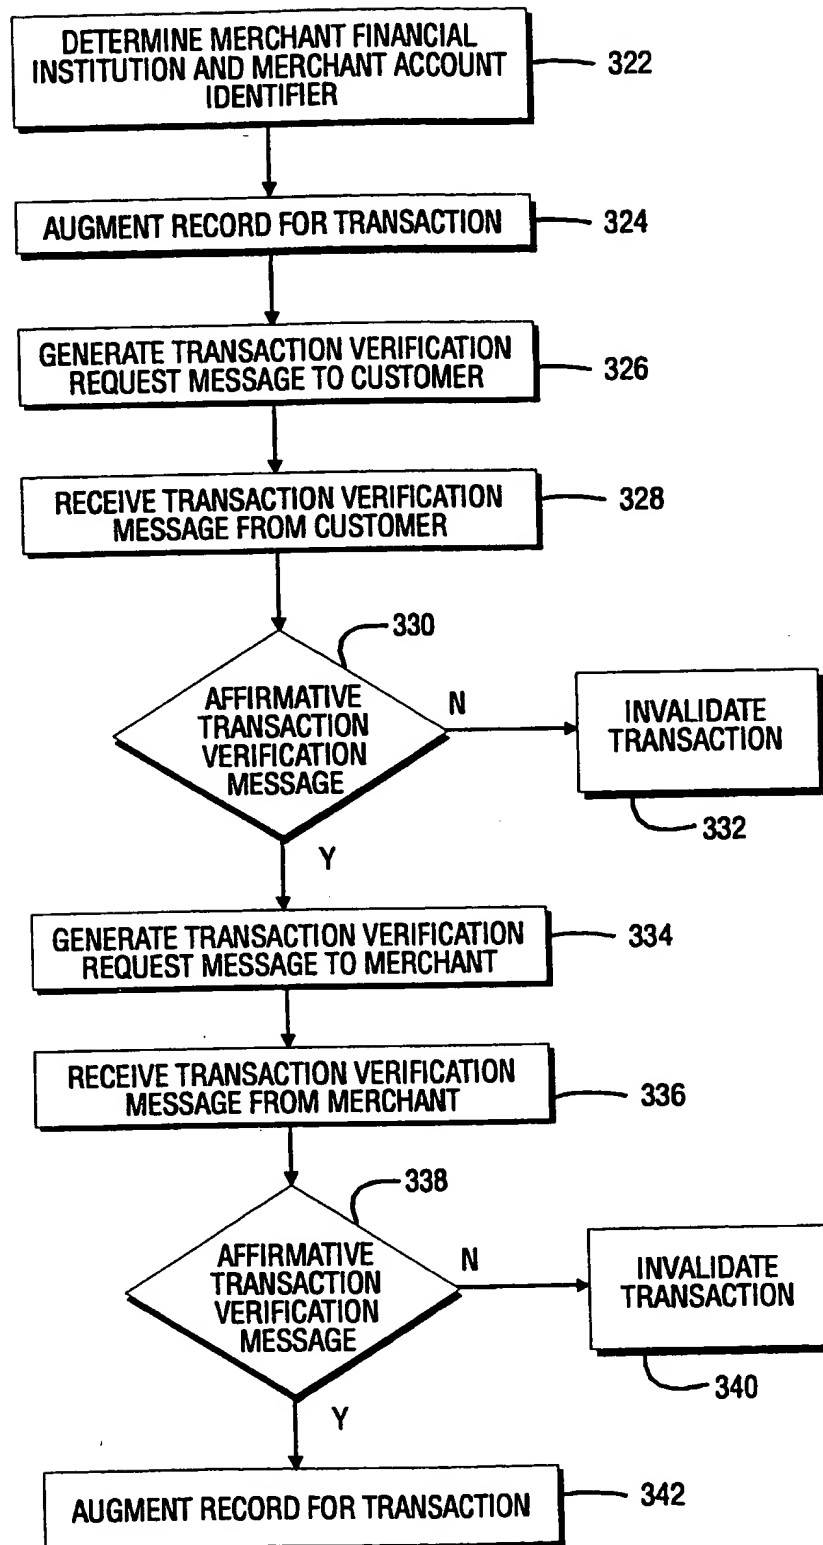 DETERMINE MERCHANT FINANCIAL
INSTITUTION AND MERCHANT ACCOUNT
IDENTIFIER
322
AUGMENT RECORD FOR TRANSACTION
324
GENERATE TRANSACTION VERIFICATION
REQUEST MESSAGE TO CUSTOMER
326
RECEIVE TRANSACTION VERIFICATION
MESSAGE FROM CUSTOMER
328
330
AFFIRMATIVE
TRANSACTION
VERIFICATION
MESSAGE
N
INVALIDATE
TRANSACTION
332
Y
GENERATE TRANSACTION VERIFICATION
REQUEST MESSAGE TO MERCHANT
334
RECEIVE TRANSACTION VERIFICATION
MESSAGE FROM MERCHANT
336
338
AFFIRMATIVE
TRANSACTION
VERIFICATION
MESSAGE
N
INVALIDATE
TRANSACTION
340
Y
AUGMENT RECORD FOR TRANSACTION
342